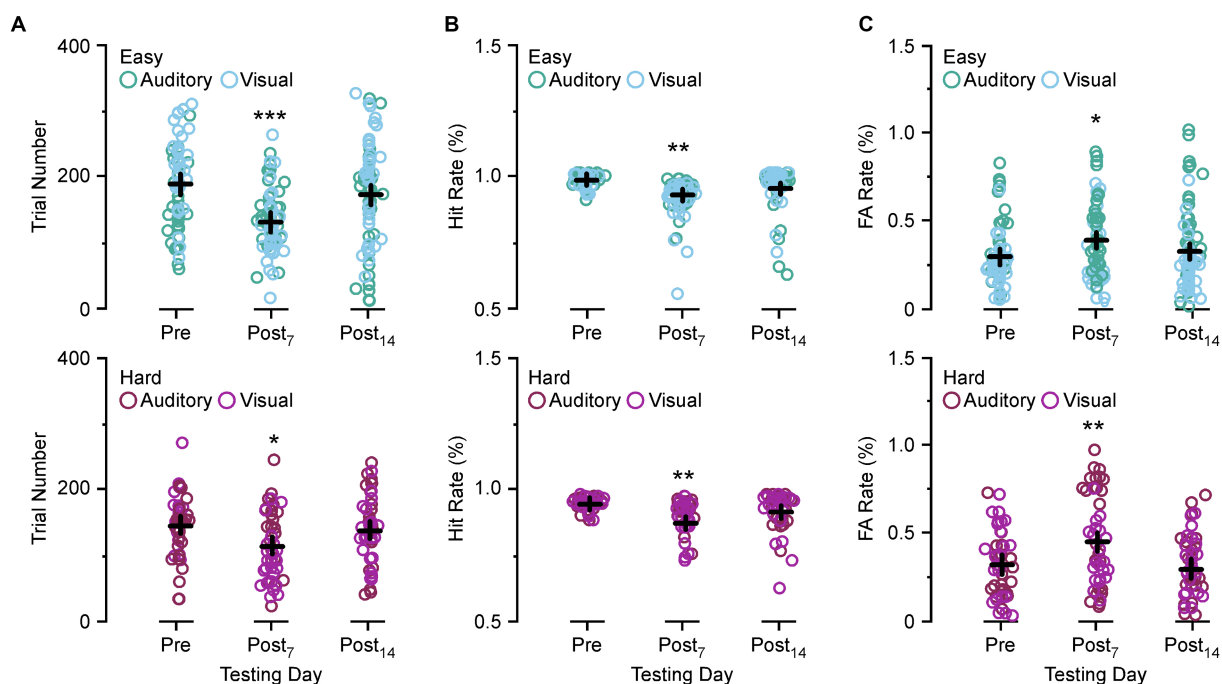 A
Trial Number
400
200
0
Easy
Auditory Visual
***
Pre Post7 Post14
B
Hit Rate (%)
1.5
1.0
0.5
Easy
Auditory Visual
**
Pre Post7 Post14
C
FA Rate (%)
1.5
1.0
0.5
0
Easy
Auditory Visual
*
Pre Post7 Post14
Trial Number
400
200
0
Hard
Auditory Visual
*
Pre Post7 Post14
Testing Day
Hit Rate (%)
1.5
1.0
0.5
Hard
Auditory Visual
**
Pre Post7 Post14
Testing Day
FA Rate (%)
1.5
1.0
0.5
0
Hard
Auditory Visual
**
Pre Post7 Post14
Testing Day